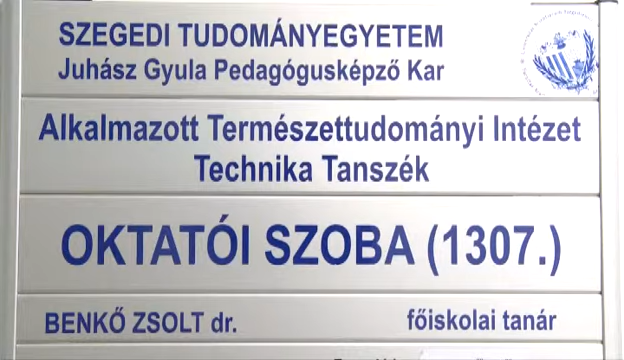 SZEGEDI TUDOMÁNYEGYETEM
Juhász Gyula Pedagógusképző Kar
Alkalmazott Természettudományi Intézet
Technika Tanszék
OKTATÓI SZOBA (1307.)
BENKŐ ZSOLT dr. főiskolai tanár